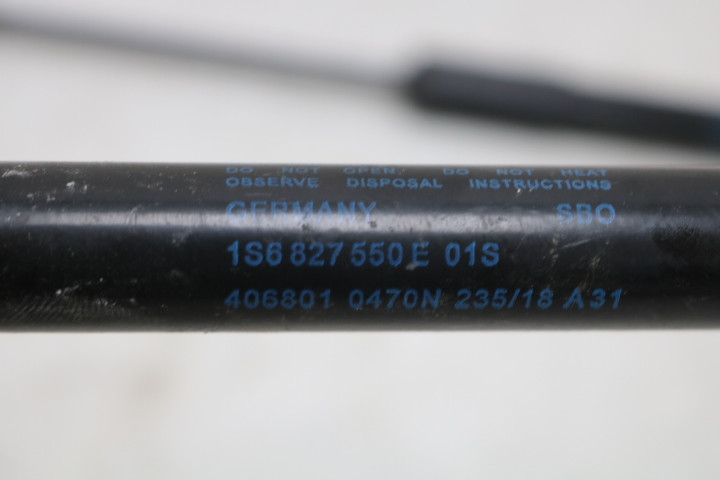 DO NOT OPEN. DO NOT HEAT
OBSERVE DISPOSAL INSTRUCTIONS
GERMANY SBO
1S6 827 550 E 01S
406801 0470N 235/18 A31